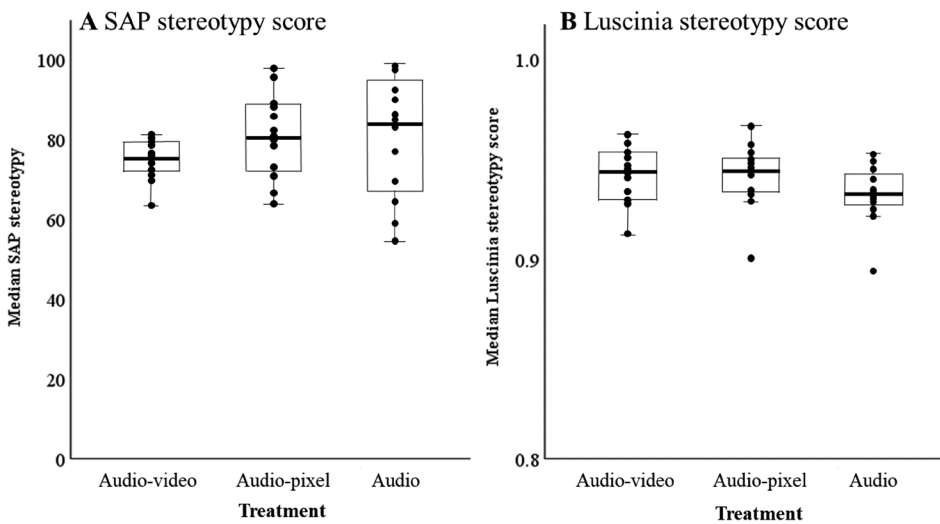 A SAP stereotypy score
Median SAP stereotypy
100
80
60
40
20
0
Audio-video Audio-pixel Audio
Treatment
B Luscinia stereotypy score
Median Luscinia stereotypy score
1.0
0.9
0.8
Audio-video Audio-pixel Audio
Treatment